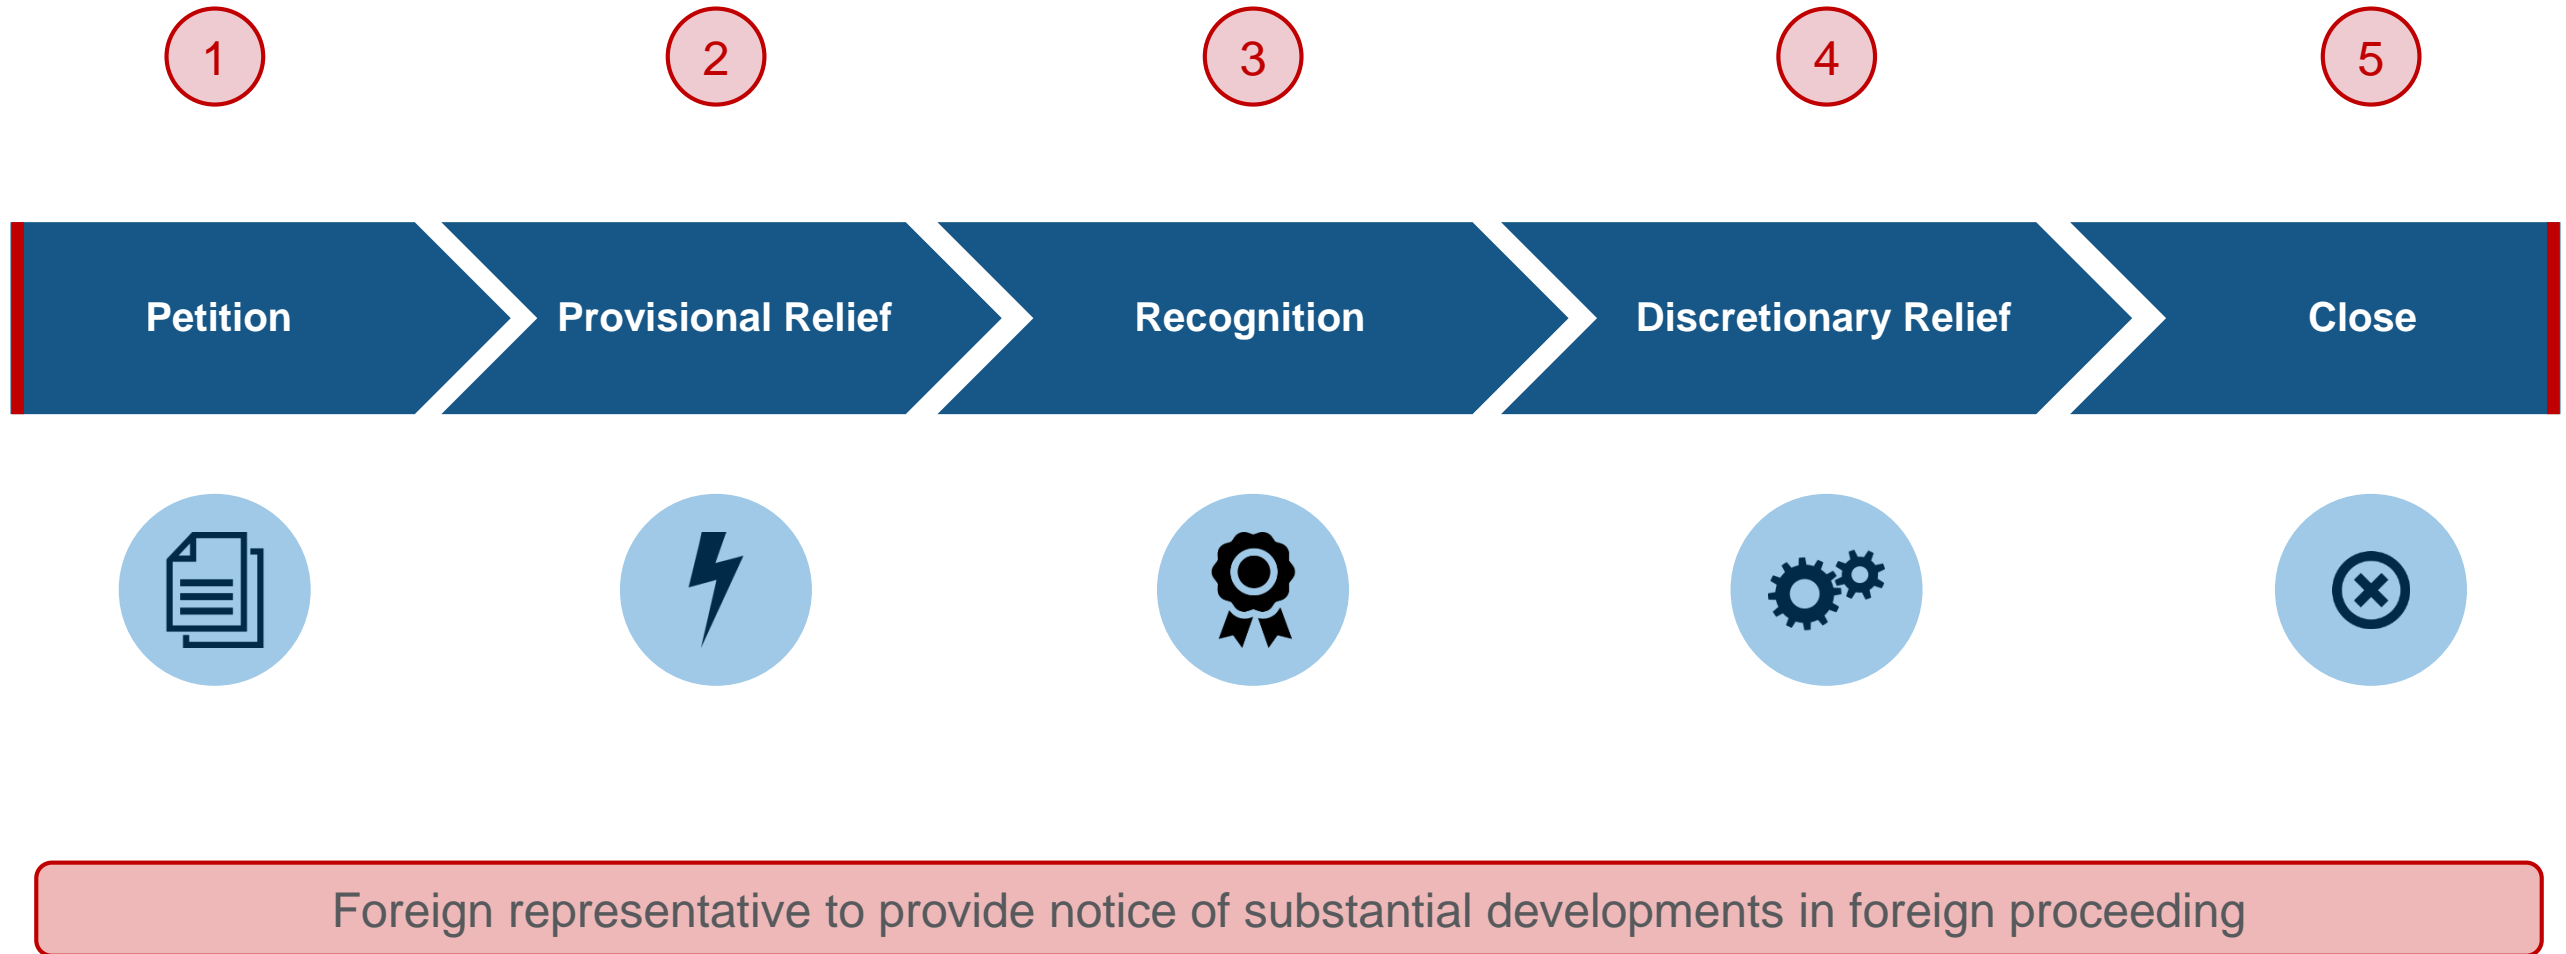 1
2
3
4
5
Petition
Provisional Relief
Recognition
Discretionary Relief
Close
Foreign representative to provide notice of substantial developments in foreign proceeding